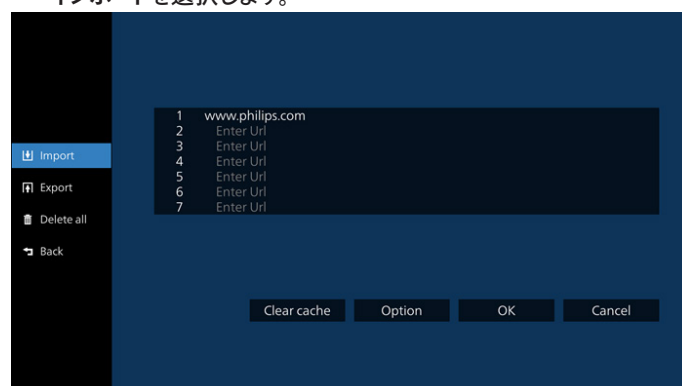 インポートを選択します。
1 www.philips.com
2 Enter Url
3 Enter Url
4 Enter Url
5 Enter Url
6 Enter Url
7 Enter Url
Import
Export
Delete all
Back
Clear cache Option OK Cancel